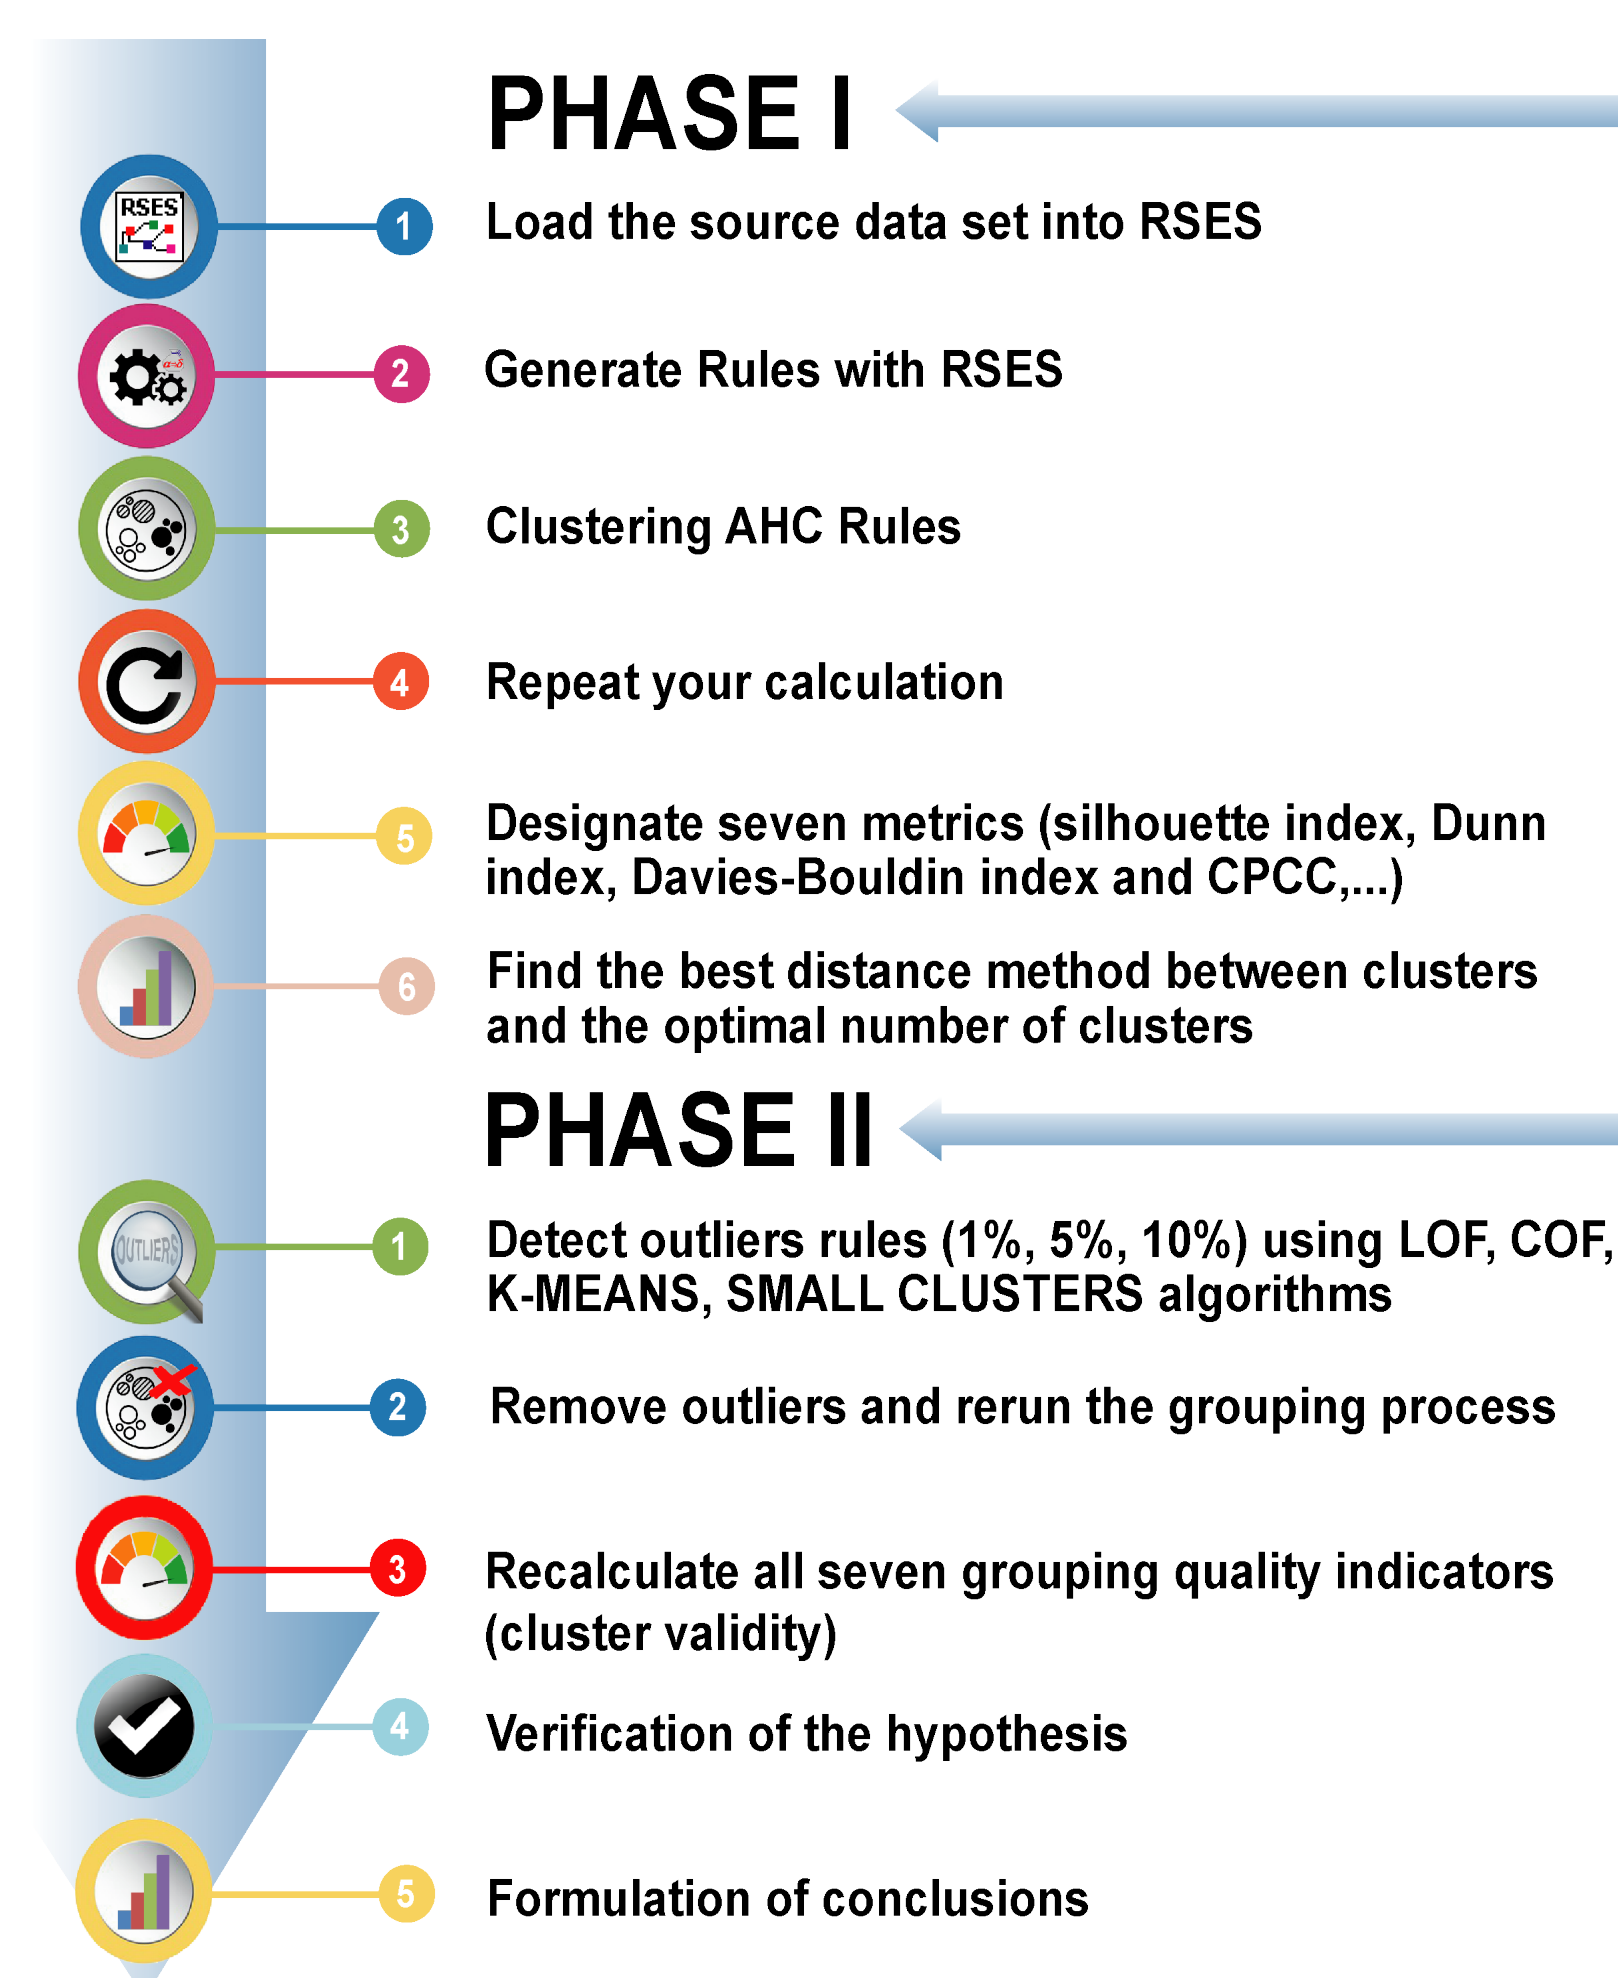 PHASE I
RSES
1
Load the source data set into RSES
2
Generate Rules with RSES
3
Clustering AHC Rules
4
Repeat your calculation
5
Designate seven metrics (silhouette index, Dunn
index, Davies-Bouldin index and CPCC,...)
6
Find the best distance method between clusters
and the optimal number of clusters
PHASE II
OUTLIERS
1
Detect outliers rules (1%, 5%, 10%) using LOF, COF,
K-MEANS, SMALL CLUSTERS algorithms
2
Remove outliers and rerun the grouping process
3
Recalculate all seven grouping quality indicators
(cluster validity)
4
Verification of the hypothesis
5
Formulation of conclusions